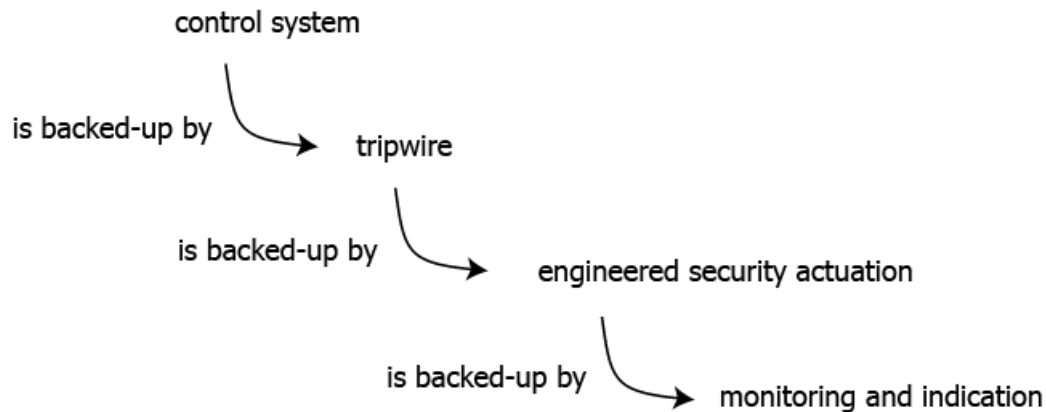 control system
is backed-up by
tripwire
is backed-up by
engineered security actuation
is backed-up by
monitoring and indication